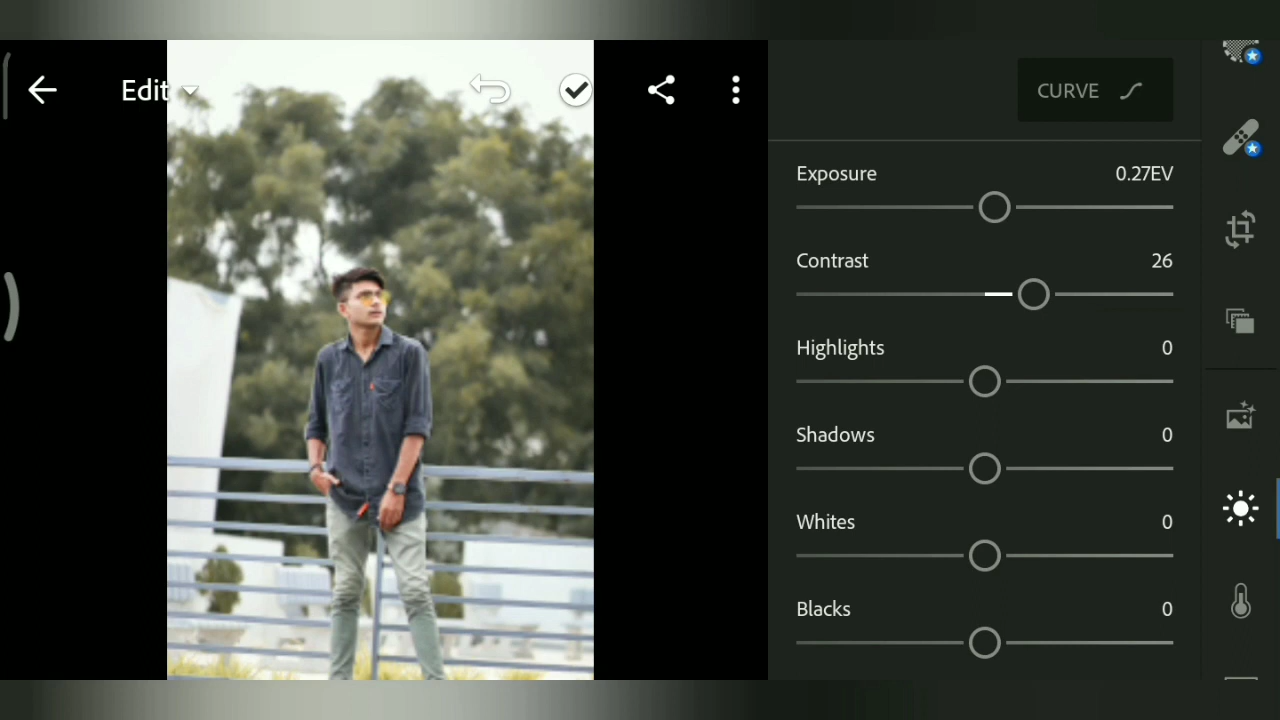 Edit
CURVE
Exposure 0.27EV
Contrast 26
Highlights 0
Shadows 0
Whites 0
Blacks 0